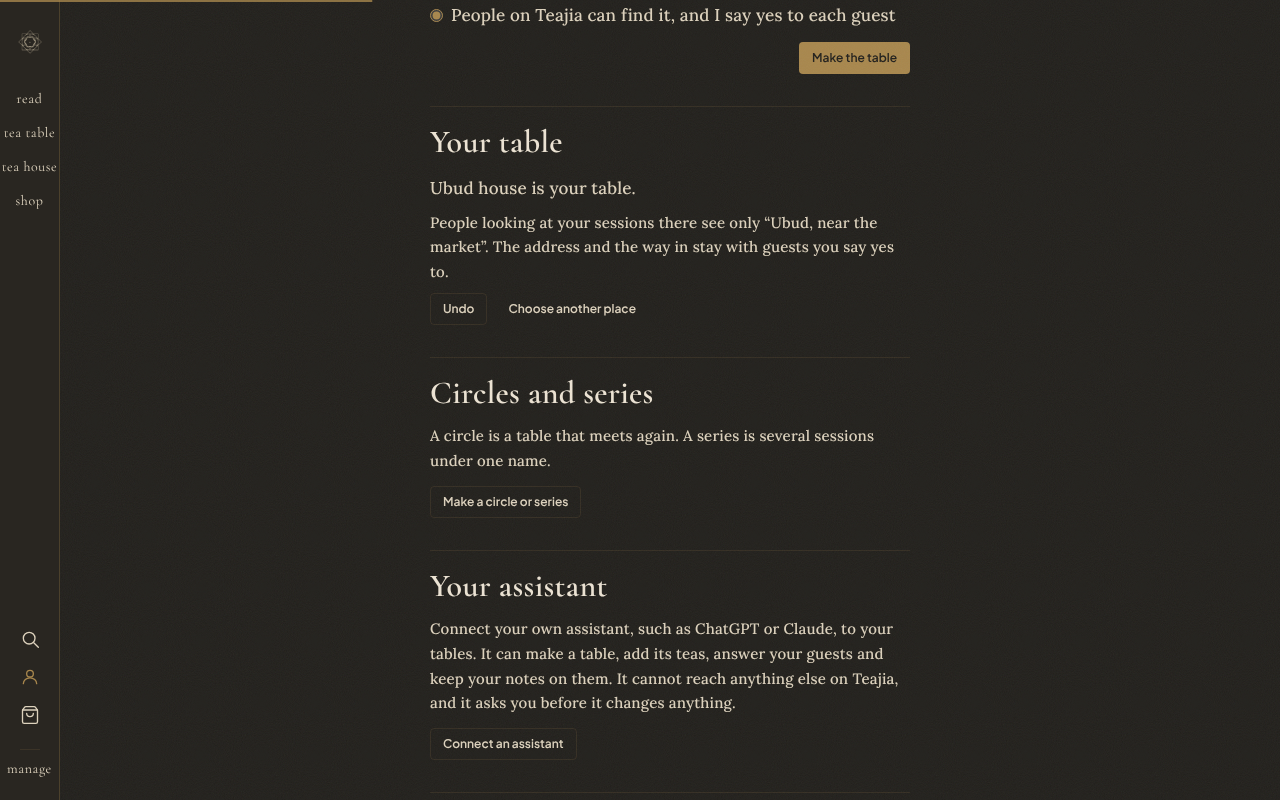 People on Teajia can find it, and I say yes to each guest
Make the table
read
tea table
tea house
shop
Your table
Ubud house is your table.
People looking at your sessions there see only “Ubud, near the
market”. The address and the way in stay with guests you say yes
to.
Undo
Choose another place
Circles and series
A circle is a table that meets again. A series is several sessions
under one name.
Make a circle or series
Your assistant
Connect your own assistant, such as ChatGPT or Claude, to your
tables. It can make a table, add its teas, answer your guests and
keep your notes on them. It cannot reach anything else on Teajia,
and it asks you before it changes anything.
Connect an assistant
manage